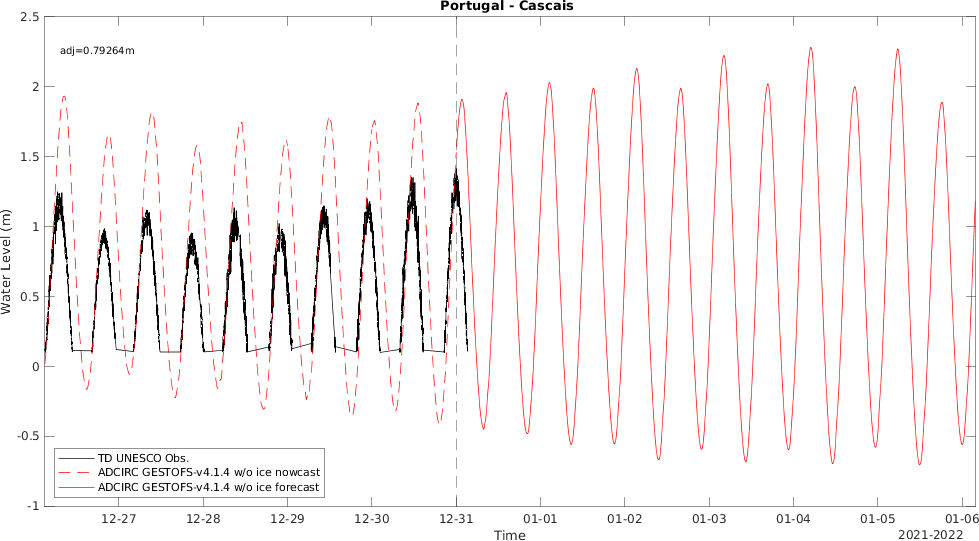 Portugal - Cascais
2.5
adj=0.79264m
2
1.5
1
0.5
0
-0.5
-1
Water Level (m)
TD UNESCO Obs.
ADCIRC GESTOFS-v4.1.4 w/o ice nowcast
ADCIRC GESTOFS-v4.1.4 w/o ice forecast
12-27 12-28 12-29 12-30 12-31 01-01 01-02 01-03 01-04 01-05 01-06
Time
2021-2022